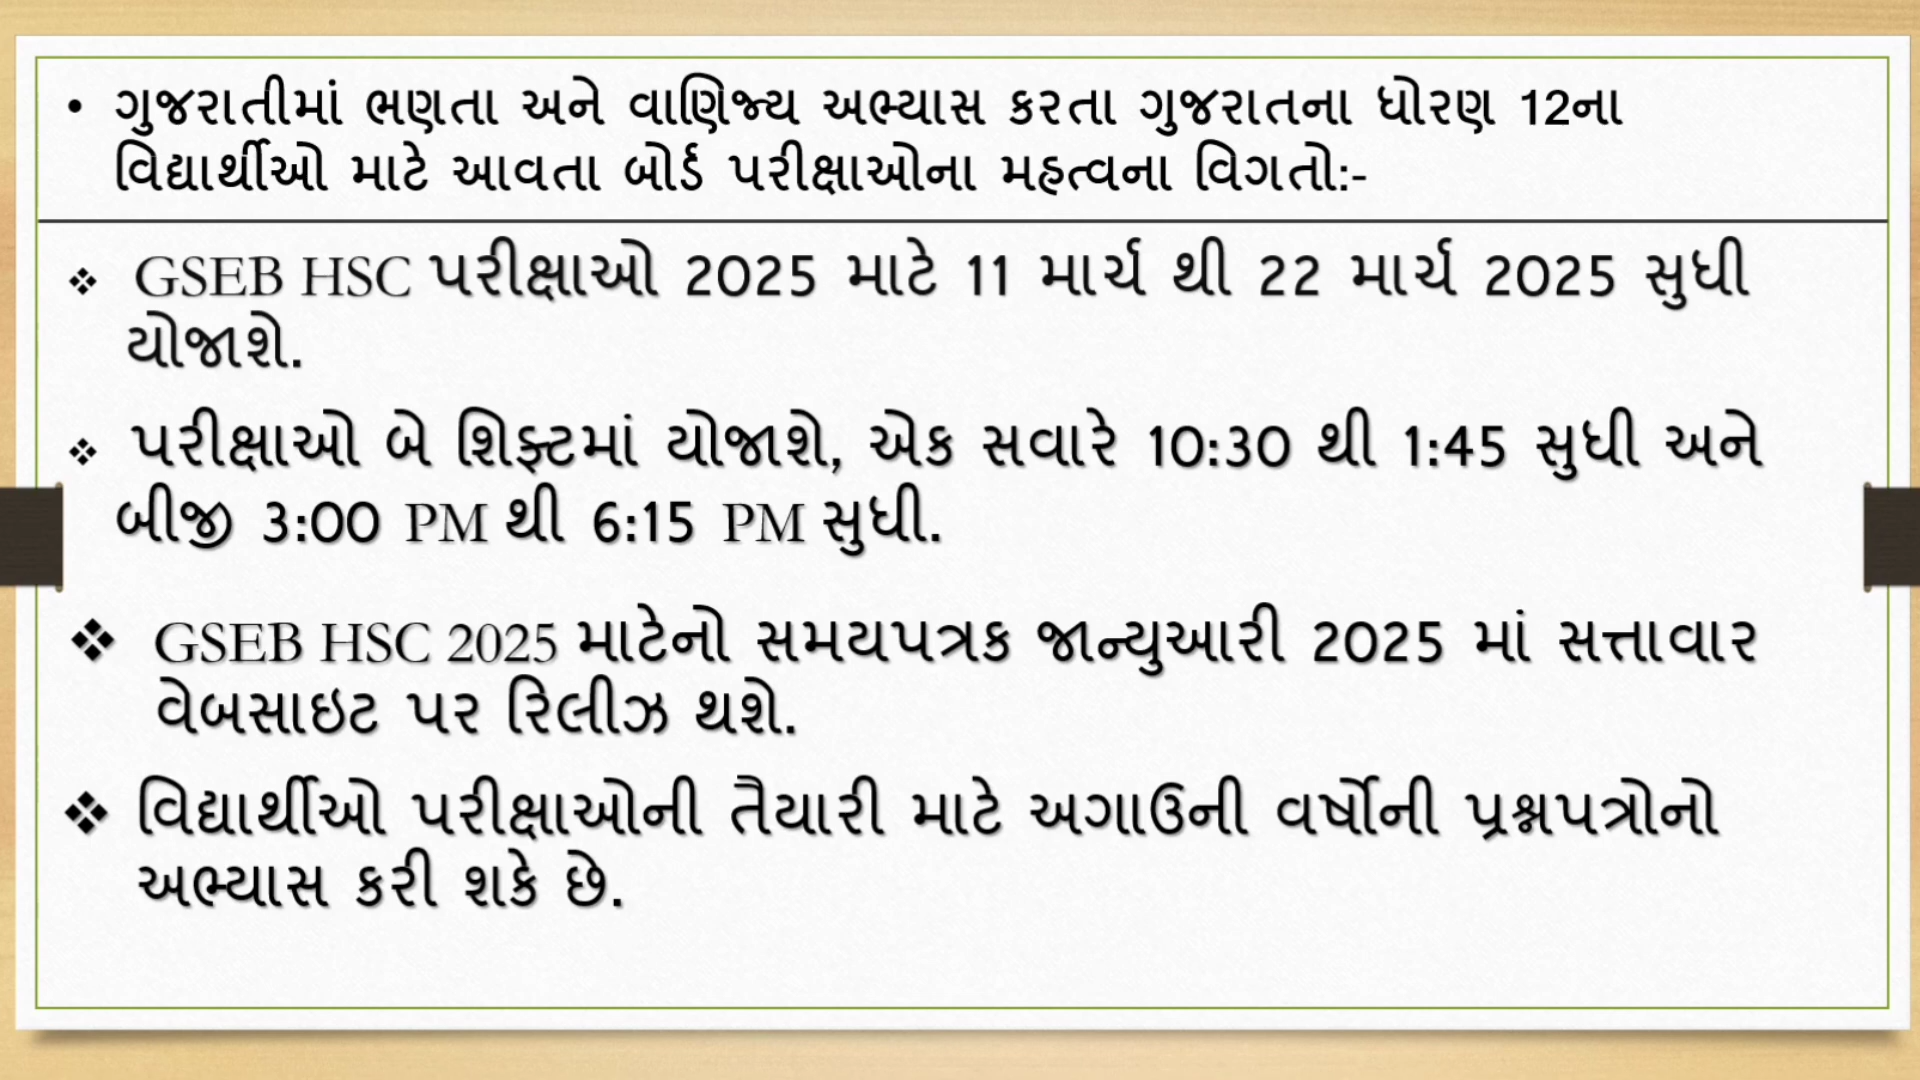 • ગુજરાતીમાં ભણતા અને વાણિજ્ય અભ્યાસ કરતા ગુજરાતના ધોરણ 12ના
વિદ્યાર્થીઓ માટે આવતા બોર્ડ પરીક્ષાઓના મહત્વના વિગતો:-
❖ GSEB HSC પરીક્ષાઓ 2025 માટે 11 માર્ચ થી 22 માર્ચ 2025 સુધી
યોજાશે.
❖ પરીક્ષાઓ બે શિફ્ટમાં યોજાશે, એક સવારે 10:30 થી 1:45 સુધી અને
બીજી 3:00 PM થી 6:15 PM સુધી.
❖ GSEB HSC 2025 માટેનો સમયપત્રક જાન્યુઆરી 2025 માં સત્તાવાર
વેબસાઇટ પર રિલીઝ થશે.
❖ વિદ્યાર્થીઓ પરીક્ષાઓની તૈયારી માટે અગાઉની વર્ષોની પ્રશ્નપત્રોનો
અભ્યાસ કરી શકે છે.